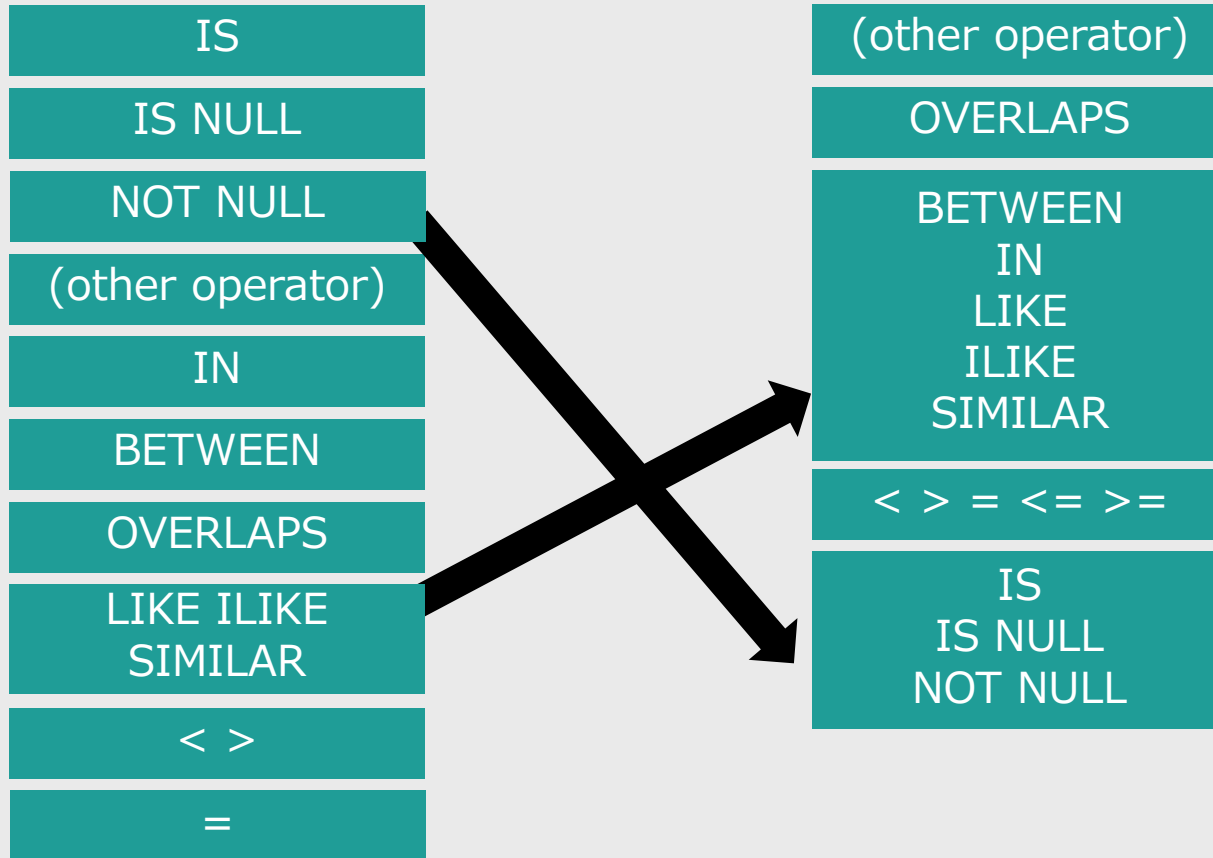 IS
IS NULL
NOT NULL
(other operator)
IN
BETWEEN
OVERLAPS
LIKE ILIKE
SIMILAR
< >
=
(other operator)
OVERLAPS
BETWEEN
IN
LIKE
ILIKE
SIMILAR
< > = <= >=
IS
IS NULL
NOT NULL